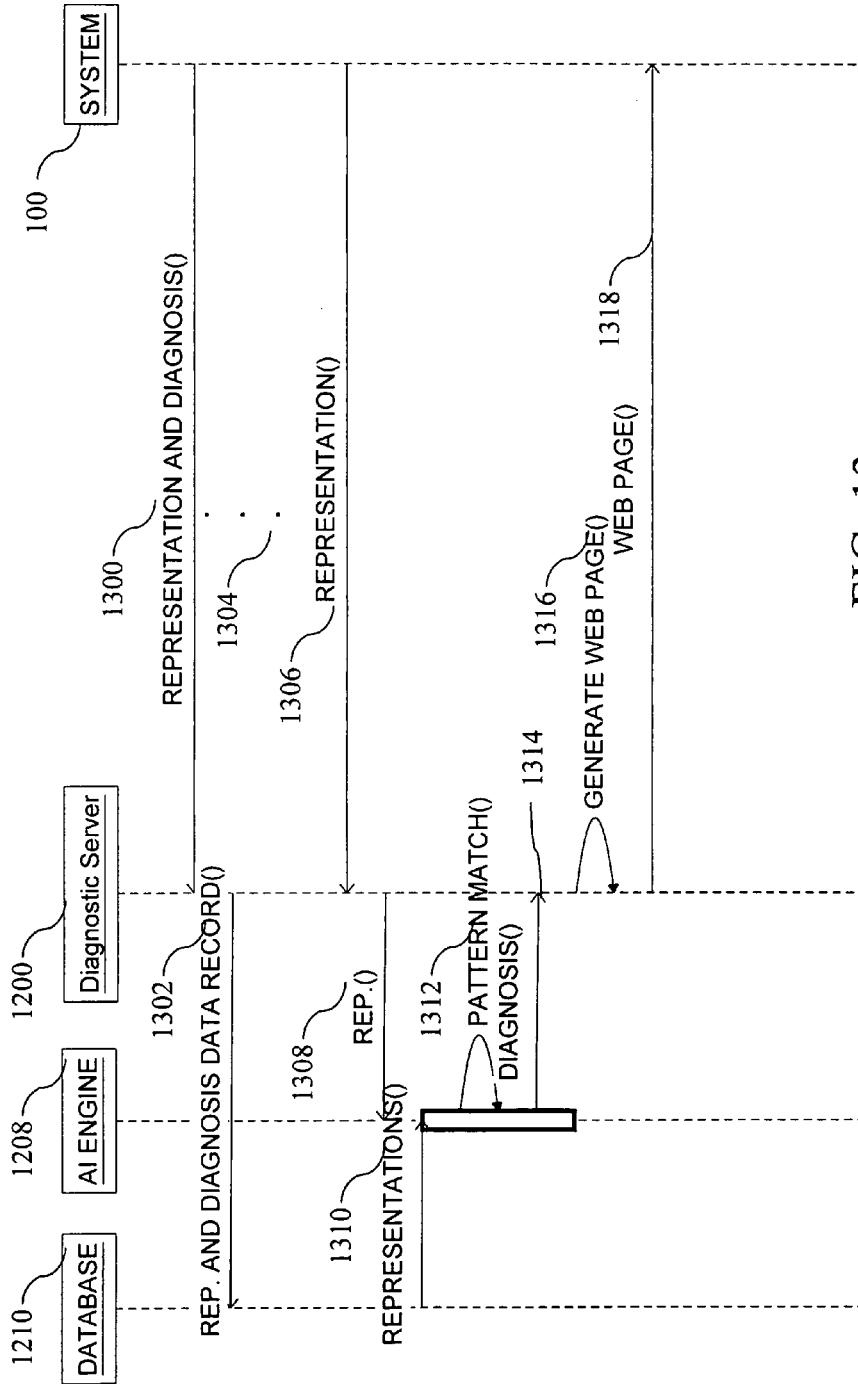 1210
DATABASE
1208
AI ENGINE
1200
Diagnostic Server
100
SYSTEM
1300
REPRESENTATION AND DIAGNOSIS()
1302
REP. AND DIAGNOSIS DATA RECORD()
1304
1306
REPRESENTATION()
1308
REP.()
1310
REPRESENTATIONS()
1312
PATTERN MATCH()
DIAGNOSIS()
1314
1316
GENERATE WEB PAGE()
WEB PAGE()
1318